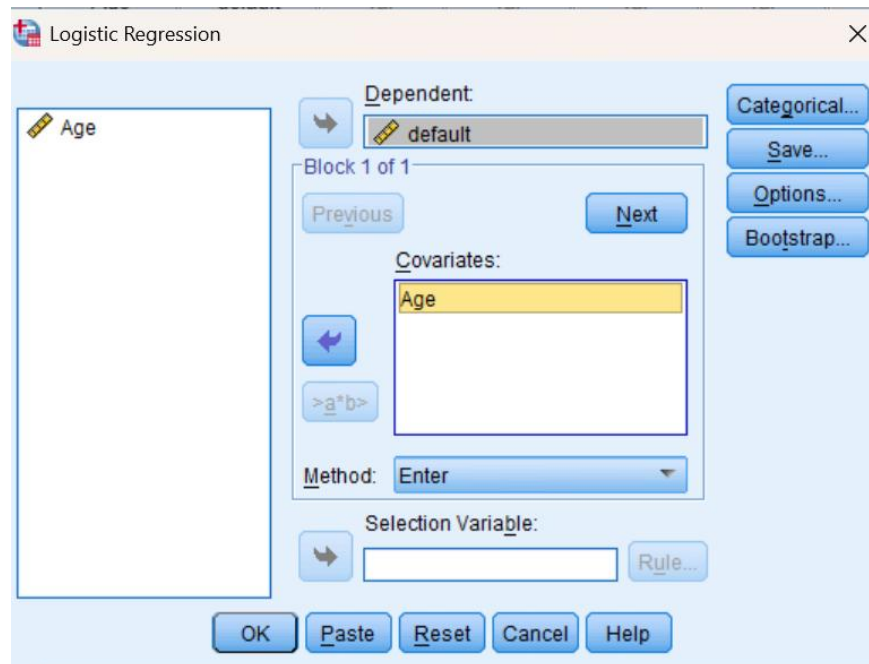 Logistic Regression
Age
Dependent:
default
Block 1 of 1
Previous
Next
Covariates:
Age
>a*b>
Method: Enter
Selection Variable:
Rule...
Categorical...
Save...
Options...
Bootstrap...
OK Paste Reset Cancel Help